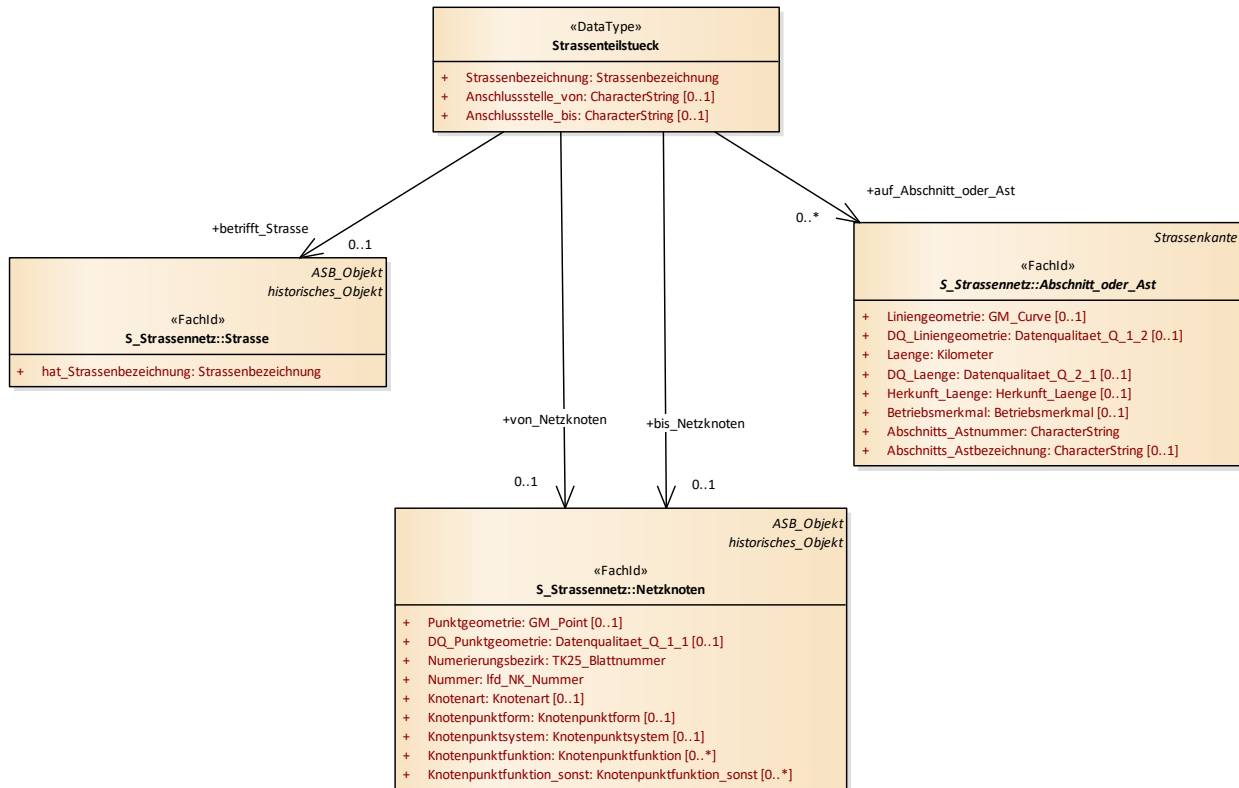 «DataType»
Strassenteilstueck
+ Strassenbezeichnung: Strassenbezeichnung
+ Anschlussstelle_von: CharacterString [0..1]
+ Anschlussstelle_bis: CharacterString [0..1]
+betrifft_Strasse
0..1
+auf_Abschnitt_oder_Ast
0..*
ASB_Objekt
historisches_Objekt
«FachId»
S_Strassennetz::Strasse
+ hat_Strassenbezeichnung: Strassenbezeichnung
Strassenkante
«FachId»
S_Strassennetz::Abschnitt_oder_Ast
+ Liniengeometrie: GM_Curve [0..1]
+ DQ_Liniengeometrie: Datenqualitaet_Q_1_2 [0..1]
+ Laenge: Kilometer
+ DQ_Laenge: Datenqualitaet_Q_2_1 [0..1]
+ Herkunft_Laenge: Herkunft_Laenge [0..1]
+ Betriebsmerkmal: Betriebsmerkmal [0..1]
+ Abschnitts_Astnummer: CharacterString
+ Abschnitts_Astbezeichnung: CharacterString [0..1]
+von_Netzknoten
0..1
+bis_Netzknoten
0..1
ASB_Objekt
historisches_Objekt
«FachId»
S_Strassennetz::Netzknoten
+ Punktgeometrie: GM_Point [0..1]
+ DQ_Punktgeometrie: Datenqualitaet_Q_1_1 [0..1]
+ Numerierungsbezirk: TK25_Blattnummer
+ Nummer: lfd_NK_Nummer
+ Knotenart: Knotenart [0..1]
+ Knotenpunktform: Knotenpunktform [0..1]
+ Knotenpunktsystem: Knotenpunktsystem [0..1]
+ Knotenpunktfunktion: Knotenpunktfunktion [0..*]
+ Knotenpunktfunktion_sonst: Knotenpunktfunktion_sonst [0..*]